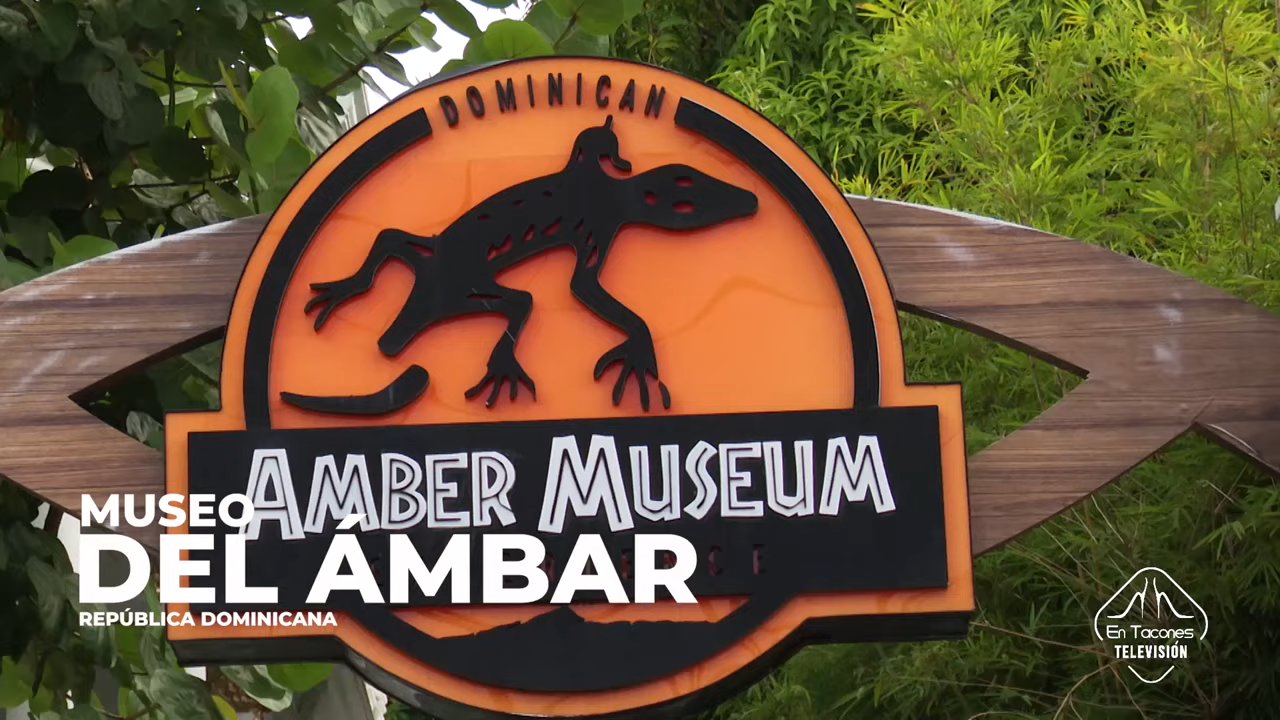 DOMINICAN
AMBER MUSEUM
MUSEO
DEL ÁMBAR
REPÚBLICA DOMINICANA
En Tacones
TELEVISIÓN